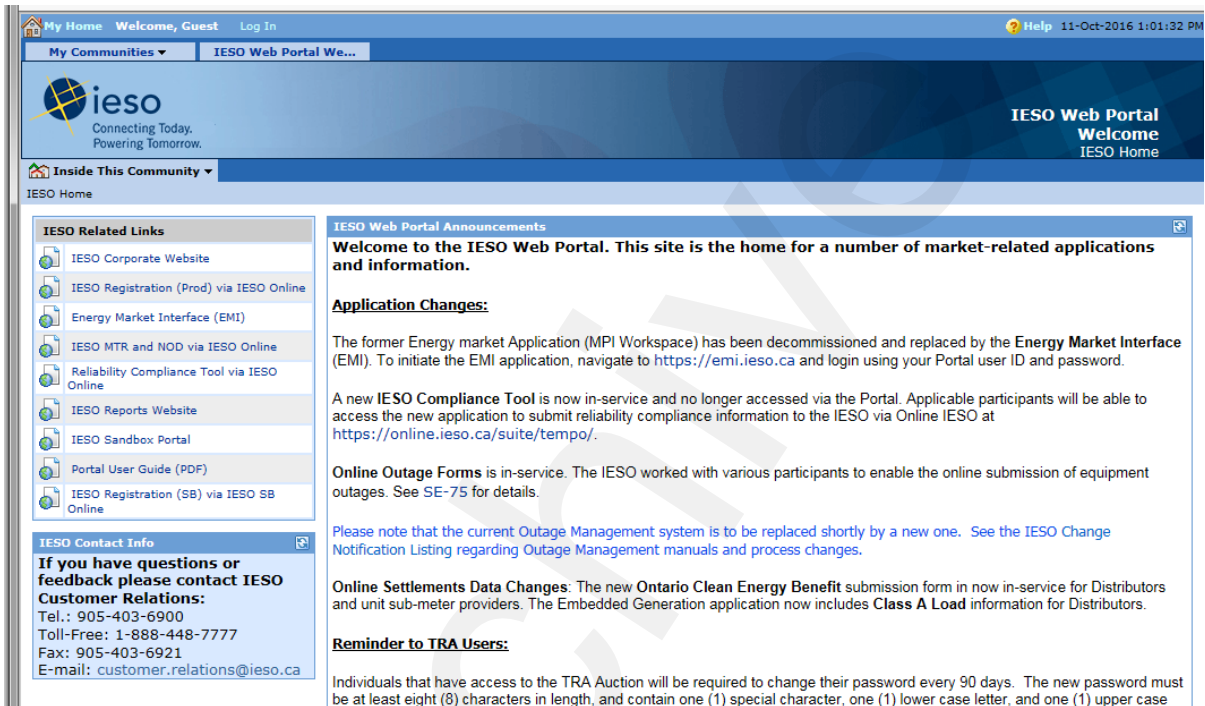 My Home Welcome, Guest Log In
Help 11-Oct-2016 1:01:32 PM
My Communities
IESO Web Portal We...
ieso
Connecting Today.
Powering Tomorrow.
IESO Web Portal
Welcome
IESO Home
Inside This Community
IESO Home
IESO Related Links
IESO Corporate Website
IESO Registration (Prod) via IESO Online
Energy Market Interface (EMI)
IESO MTR and NOD via IESO Online
Reliability Compliance Tool via IESO
Online
IESO Reports Website
IESO Sandbox Portal
Portal User Guide (PDF)
IESO Registration (SB) via IESO SB
Online
IESO Contact Info
If you have questions or
feedback please contact IESO
Customer Relations:
Tel.: 905-403-6900
Toll-Free: 1-888-448-7777
Fax: 905-403-6921
E-mail: customer.relations@ieso.ca
IESO Web Portal Announcements
Welcome to the IESO Web Portal. This site is the home for a number of market-related applications
and information.
Application Changes:
The former Energy market Application (MPI Workspace) has been decommissioned and replaced by the Energy Market Interface
(EMI). To initiate the EMI application, navigate to https://emi.ieso.ca and login using your Portal user ID and password.
A new IESO Compliance Tool is now in-service and no longer accessed via the Portal. Applicable participants will be able to
access the new application to submit reliability compliance information to the IESO via Online IESO at
https://online.ieso.ca/suite/tempo/.
Online Outage Forms is in-service. The IESO worked with various participants to enable the online submission of equipment
outages. See SE-75 for details.
Please note that the current Outage Management system is to be replaced shortly by a new one. See the IESO Change
Notification Listing regarding Outage Management manuals and process changes.
Online Settlements Data Changes: The new Ontario Clean Energy Benefit submission form in now in-service for Distributors
and unit sub-meter providers. The Embedded Generation application now includes Class A Load information for Distributors.
Reminder to TRA Users:
Individuals that have access to the TRA Auction will be required to change their password every 90 days. The new password must
be at least eight (8) characters in length, and contain one (1) special character, one (1) lower case letter, and one (1) upper case